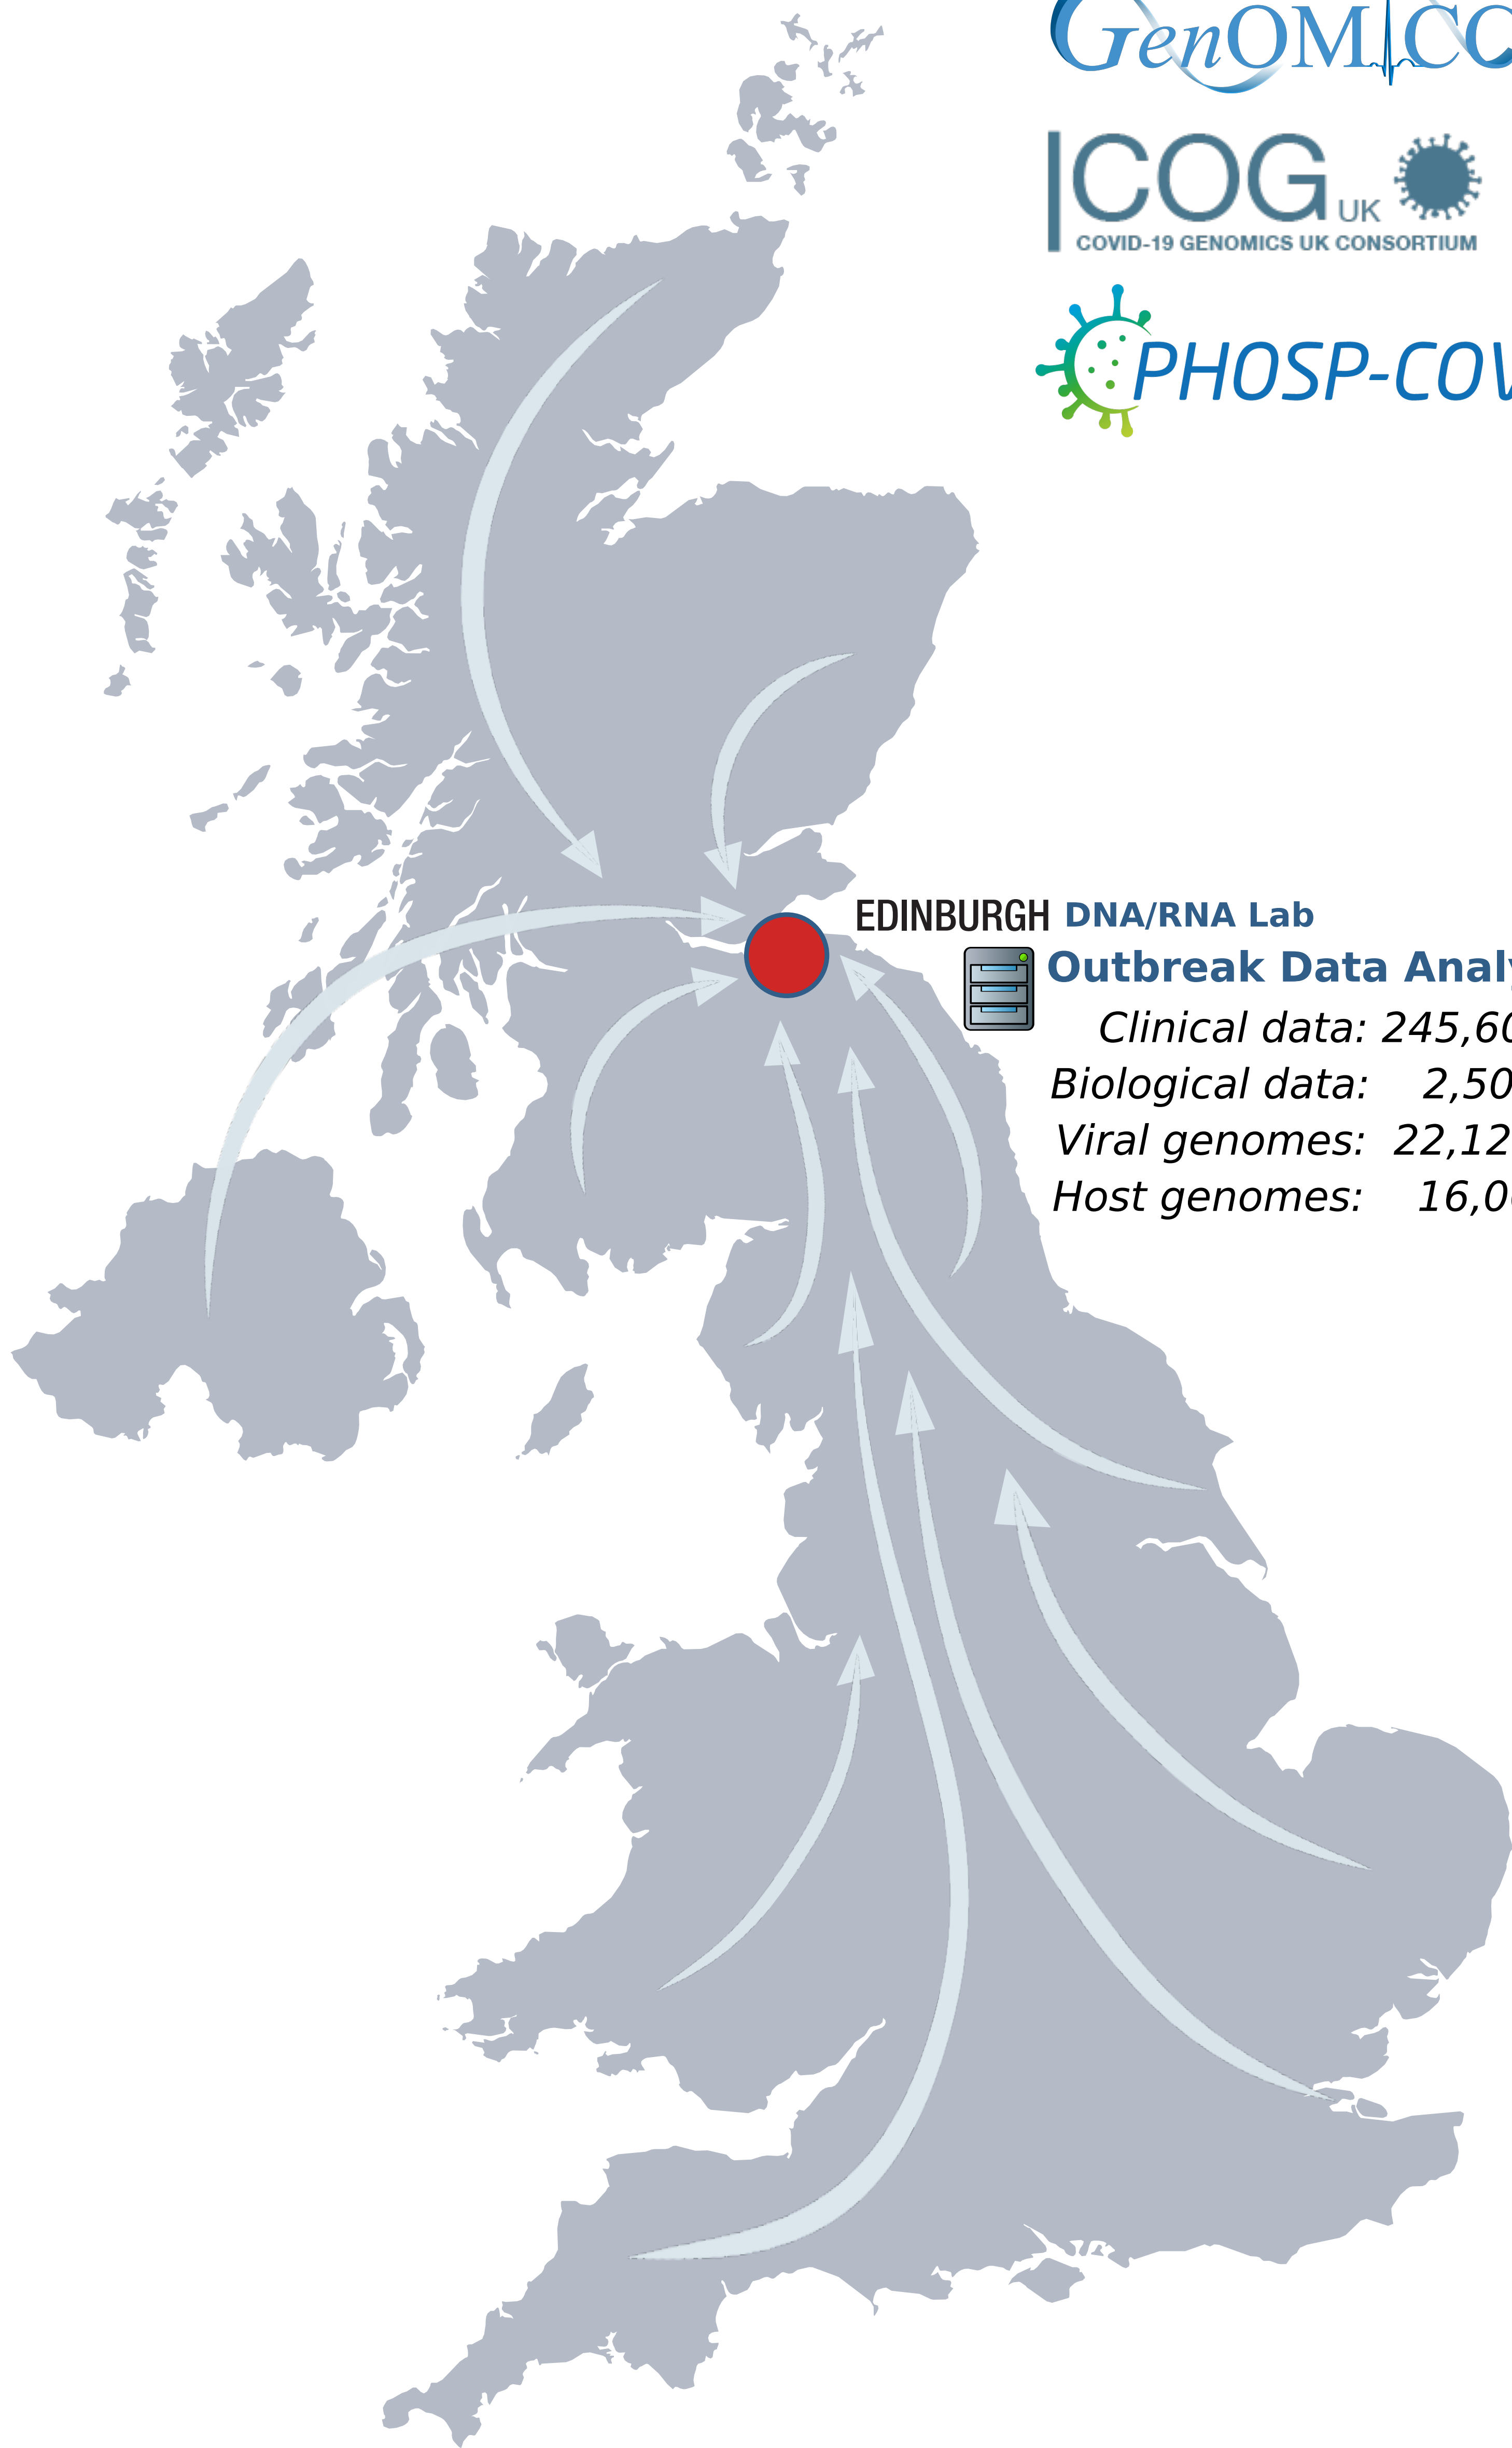 GenOMICC
COG UK
COVID-19 GENOMICS UK CONSORTIUM
PHOSP-COV
EDINBURGH DNA/RNA Lab
Outbreak Data Analy
Clinical data: 245,60
Biological data: 2,50
Viral genomes: 22,12
Host genomes: 16,0